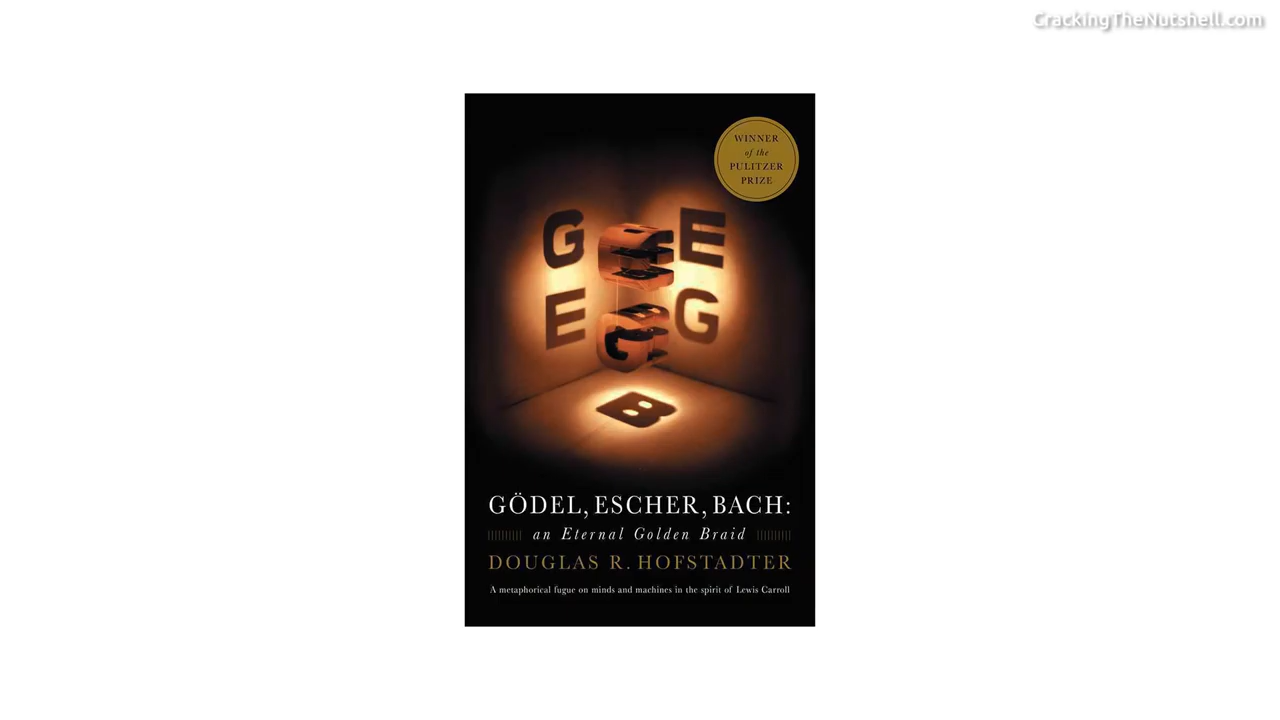 CrackingTheNutshell.com
WINNER
of the
PULITZER
PRIZE
G E
E G
B
GÖDEL, ESCHER, BACH:
an Eternal Golden Braid
DOUGLAS R. HOFSTADTER
A metaphorical fugue on minds and machines in the spirit of Lewis Carroll